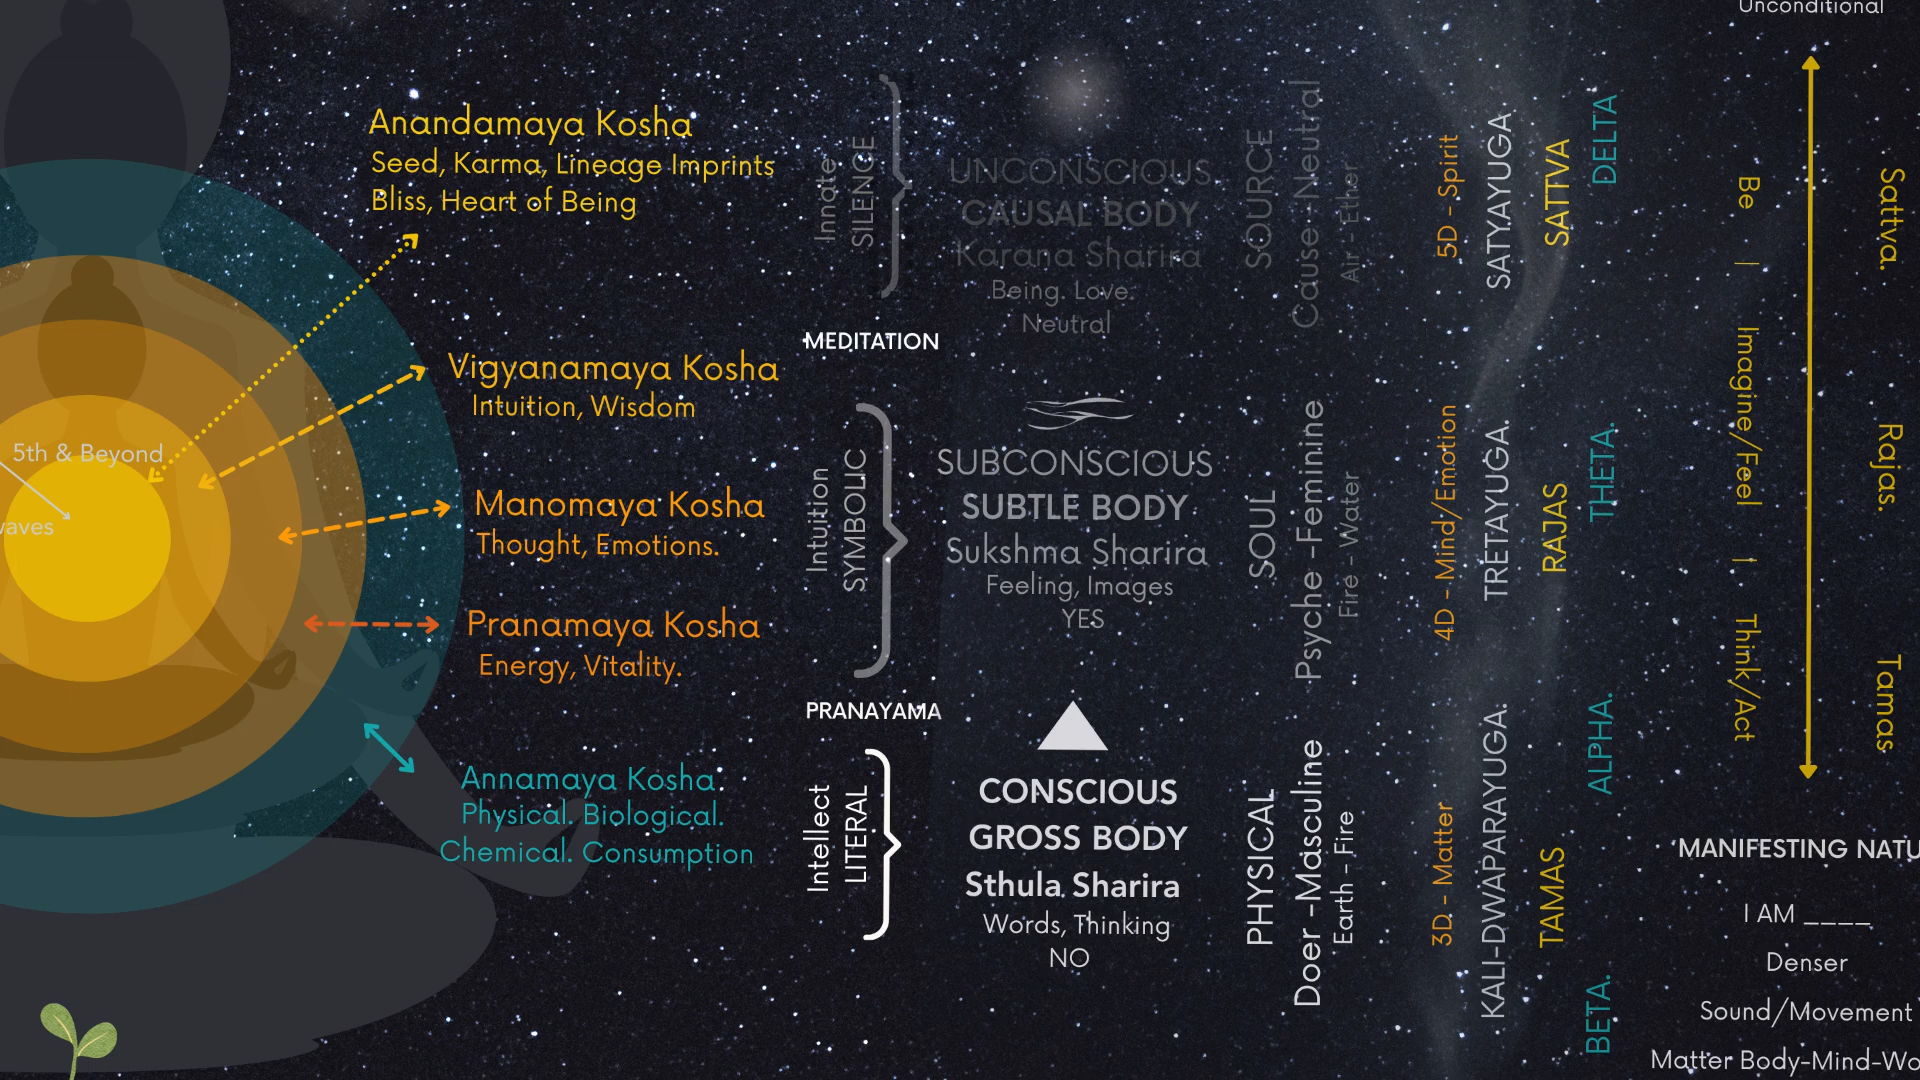 Unconditional
5th & Beyond
waves
Anandamaya Kosha
Seed, Karma, Lineage Imprints
Bliss, Heart of Being
Vigyanamaya Kosha
Intuition, Wisdom
Manomaya Kosha
Thought, Emotions.
Pranamaya Kosha
Energy, Vitality.
Annamaya Kosha.
Physical. Biological.
Chemical. Consumption
Innate
SILENCE
MEDITATION
Intuition
SYMBOLIC
PRANAYAMA
Intellect
LITERAL
UNCONSCIOUS
CAUSAL BODY
Karana Sharira
Being. Love.
Neutral
SUBCONSCIOUS
SUBTLE BODY
Sukshma Sharira
Feeling, Images
YES
CONSCIOUS
GROSS BODY
Sthula Sharira
Words, Thinking
NO
SOURCE
Cause-Neutral
Air - Ether
SOUL
Psyche -Feminine
Fire - Water
PHYSICAL
Doer -Masculine
Earth - Fire
5D - Spirit
4D - Mind/Emotion
3D - Matter
SATYAYUGA.
TRETAYUGA.
KALI-DWAPARAYUGA.
SATTVA
RAJAS
TAMAS
DELTA
THETA.
ALPHA.
BETA.
Be | Imagine/Feel | Think/Act
Sattva.
Rajas.
Tamas
MANIFESTING NATU
I AM ____
Denser
Sound/Movement
Matter Body-Mind-Wo